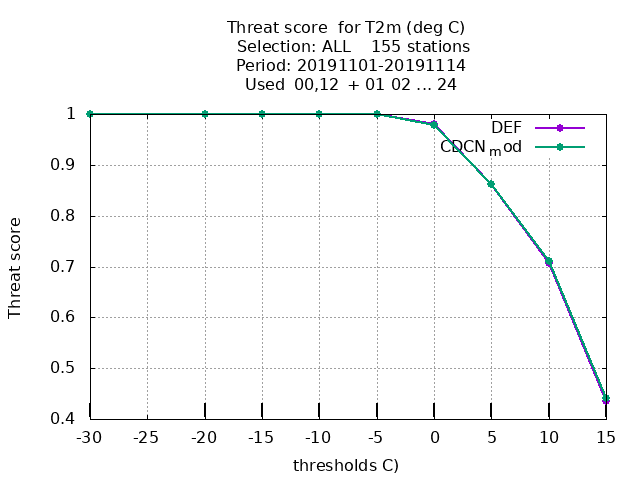 Threat score for T2m (deg C)
Selection: ALL 155 stations
Period: 20191101-20191114
Used 00,12 + 01 02 ... 24
DEF
CDCNmod
1
0.9
0.8
0.7
0.6
0.5
0.4
Threat score
-30 -25 -20 -15 -10 -5 0 5 10 15
thresholds C)